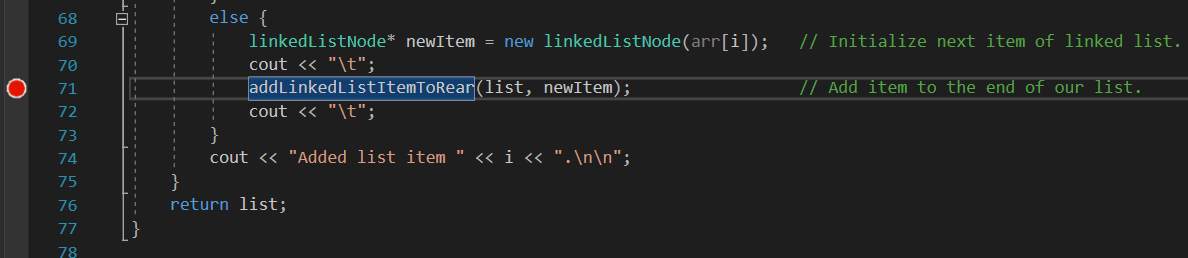 68 else {
69 linkedListNode* newItem = new linkedListNode(arr[i]); // Initialize next item of linked list.
70 cout << "\t";
71 addLinkedListItemToRear(list, newItem); // Add item to the end of our list.
72 cout << "\t";
73 }
74 cout << "Added list item " << i << ".\n\n";
75 }
76 return list;
77 }
78